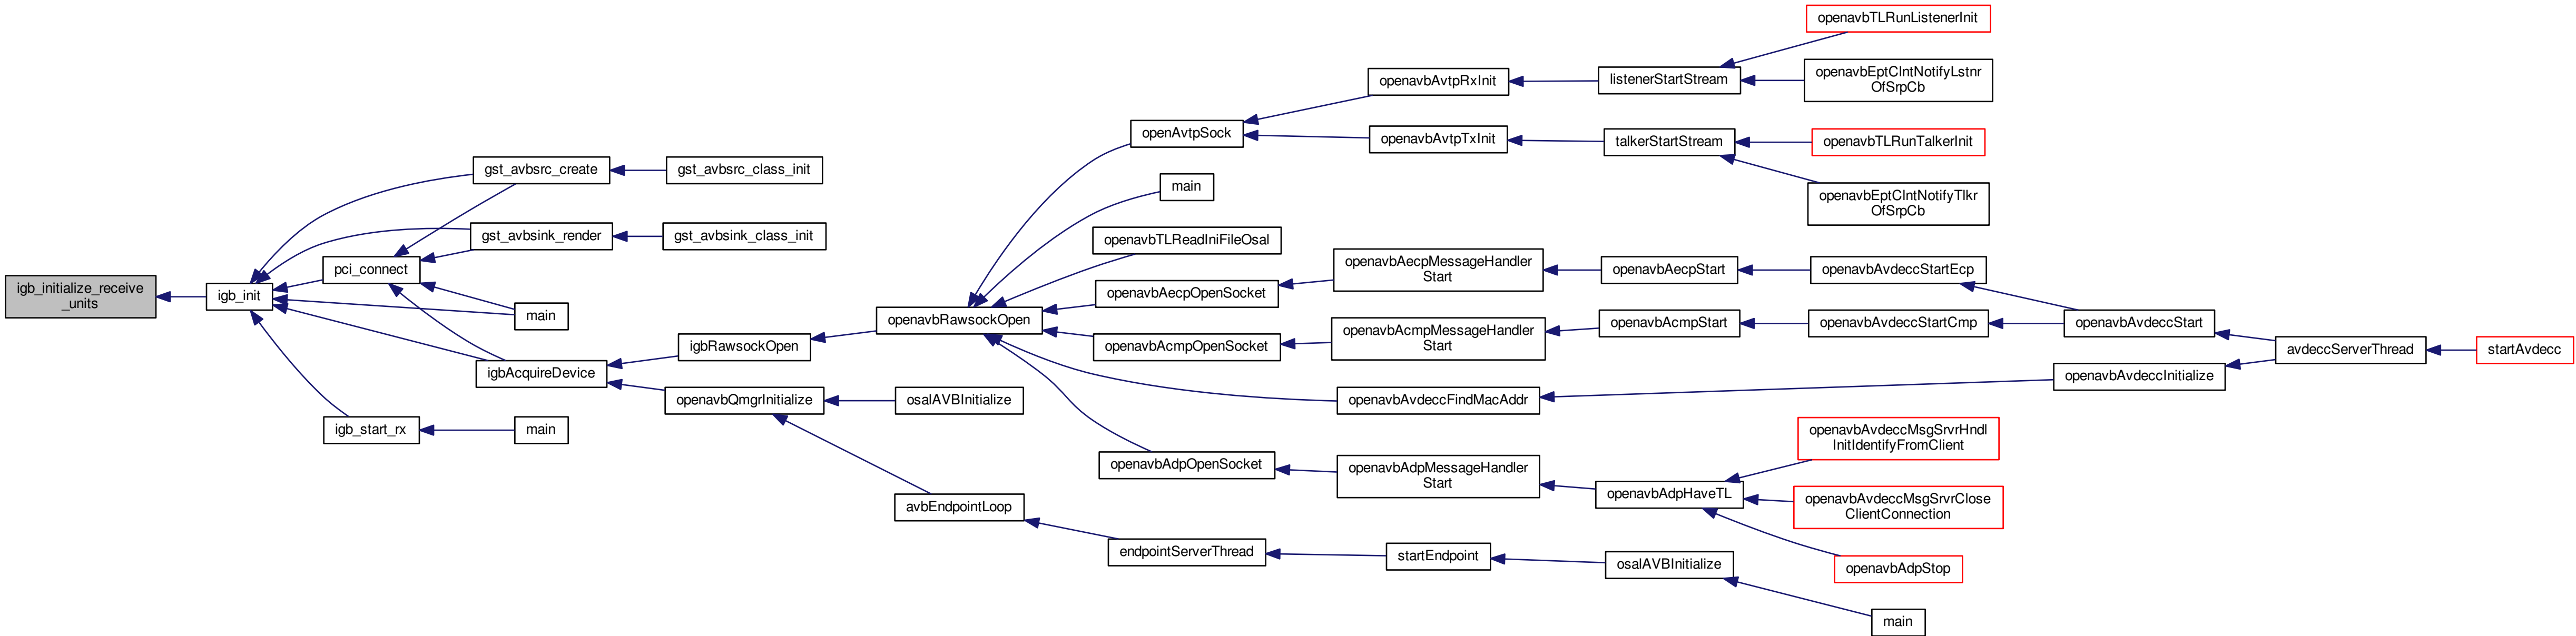 igb_initialize_receive
_units
igb_init
gst_avbsrc_create
gst_avbsrc_class_init
gst_avbsink_render
gst_avbsink_class_init
pci_connect
main
igbAcquireDevice
igb_start_rx
main
igbRawsockOpen
openavbQmgrInitialize
osalAVBInitialize
avbEndpointLoop
endpointServerThread
startEndpoint
osalAVBInitialize
main
openavbRawsockOpen
openAvtpSock
openavbAvtpRxInit
listenerStartStream
openavbTLRunListenerInit
openavbEptClntNotifyLstnr
OfSrpCb
openavbAvtpTxInit
talkerStartStream
openavbTLRunTalkerInit
openavbEptClntNotifyTlkr
OfSrpCb
main
openavbTLReadIniFileOsal
openavbAecpOpenSocket
openavbAecpMessageHandler
Start
openavbAecpStart
openavbAvdeccStartEcp
openavbAcmpOpenSocket
openavbAcmpMessageHandler
Start
openavbAcmpStart
openavbAvdeccStartCmp
openavbAvdeccStart
avdeccServerThread
startAvdecc
openavbAvdeccFindMacAddr
openavbAvdeccInitialize
openavbAdpOpenSocket
openavbAdpMessageHandler
Start
openavbAdpHaveTL
openavbAvdeccMsgSrvrHndl
InitIdentifyFromClient
openavbAvdeccMsgSrvrClose
ClientConnection
openavbAdpStop